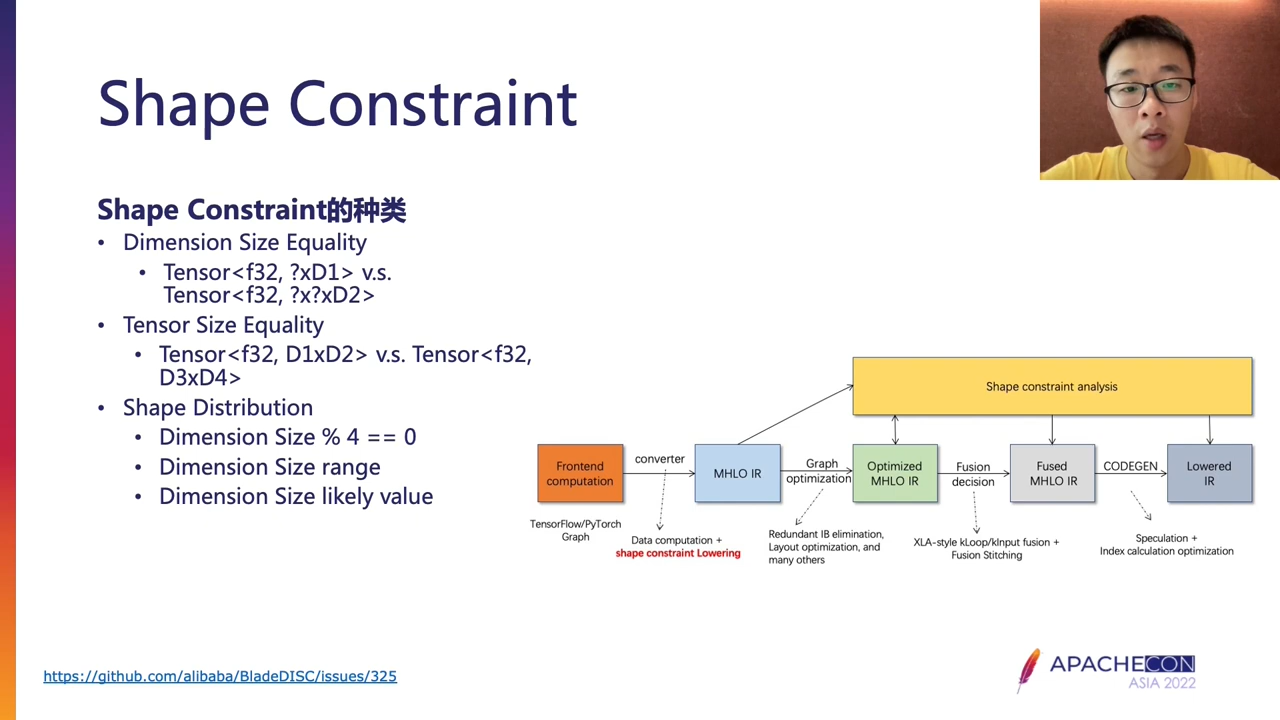 Shape Constraint
Shape Constraint的种类
• Dimension Size Equality
• Tensor<f32, ?xD1> v.s.
Tensor<f32, ?x?xD2>
• Tensor Size Equality
• Tensor<f32, D1xD2> v.s. Tensor<f32,
D3xD4>
• Shape Distribution
• Dimension Size % 4 == 0
• Dimension Size range
• Dimension Size likely value
Shape constraint analysis
Frontend
computation
converter
MHLO IR
Graph
optimization
Optimized
MHLO IR
Fusion
decision
Fused
MHLO IR
CODEGEN
Lowered
IR
TensorFlow/PyTorch
Graph
Data computation +
shape constraint Lowering
Redundant IB elimination,
Layout optimization, and
many others
XLA-style kLoop/kInput fusion +
Fusion Stitching
Speculation +
Index calculation optimization
https://github.com/alibaba/BladeDISC/issues/325
APACHECON
ASIA 2022